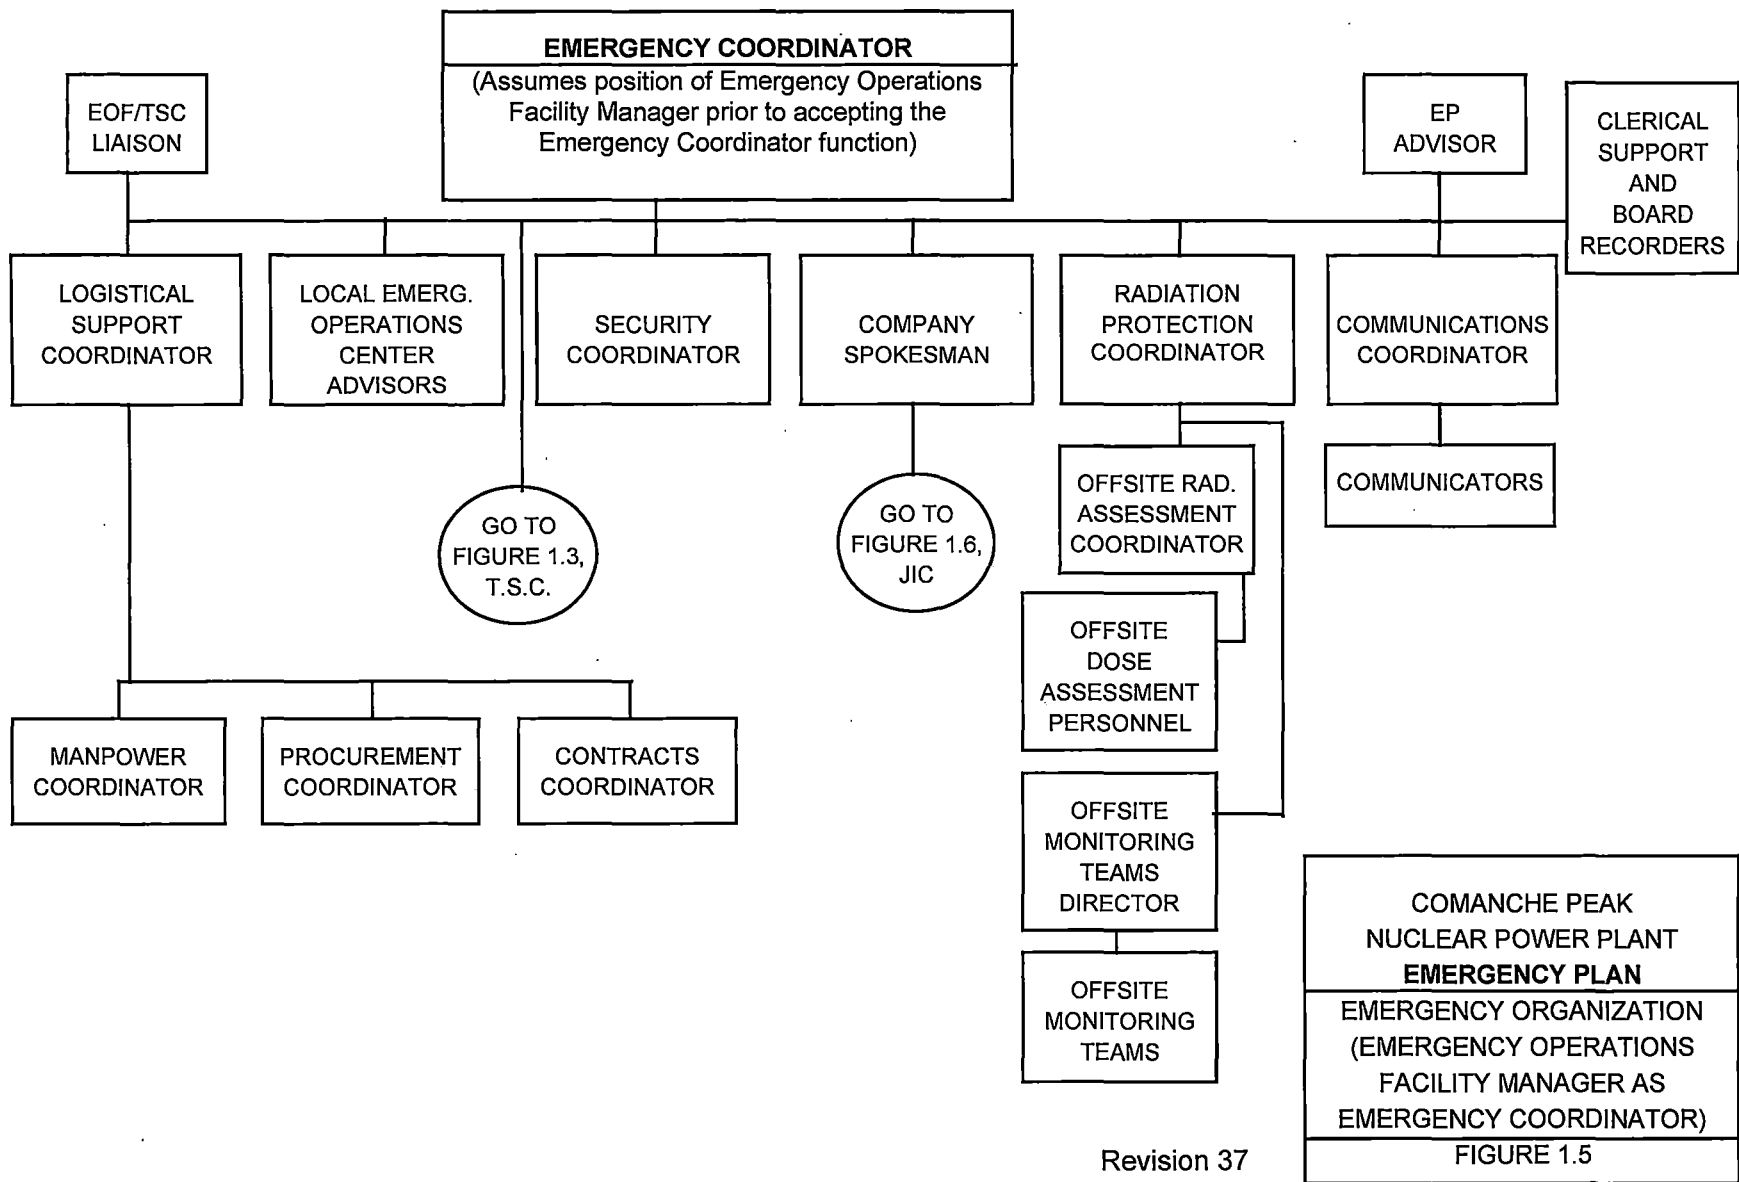 EMERGENCY COORDINATOR
(Assumes position of Emergency Operations
Facility Manager prior to accepting the
Emergency Coordinator function)
EOF/TSC
LIAISON
EP
ADVISOR
CLERICAL
SUPPORT
AND
BOARD
RECORDERS
LOGISTICAL
SUPPORT
COORDINATOR
LOCAL EMERG.
OPERATIONS
CENTER
ADVISORS
SECURITY
COORDINATOR
COMPANY
SPOKESMAN
RADIATION
PROTECTION
COORDINATOR
COMMUNICATIONS
COORDINATOR
GO TO
FIGURE 1.3,
T.S.C.
GO TO
FIGURE 1.6,
JIC
OFFSITE RAD.
ASSESSMENT
COORDINATOR
COMMUNICATORS
OFFSITE
DOSE
ASSESSMENT
PERSONNEL
MANPOWER
COORDINATOR
PROCUREMENT
COORDINATOR
CONTRACTS
COORDINATOR
OFFSITE
MONITORING
TEAMS
DIRECTOR
OFFSITE
MONITORING
TEAMS
COMANCHE PEAK
NUCLEAR POWER PLANT
EMERGENCY PLAN
EMERGENCY ORGANIZATION
(EMERGENCY OPERATIONS
FACILITY MANAGER AS
EMERGENCY COORDINATOR)
FIGURE 1.5
Revision 37